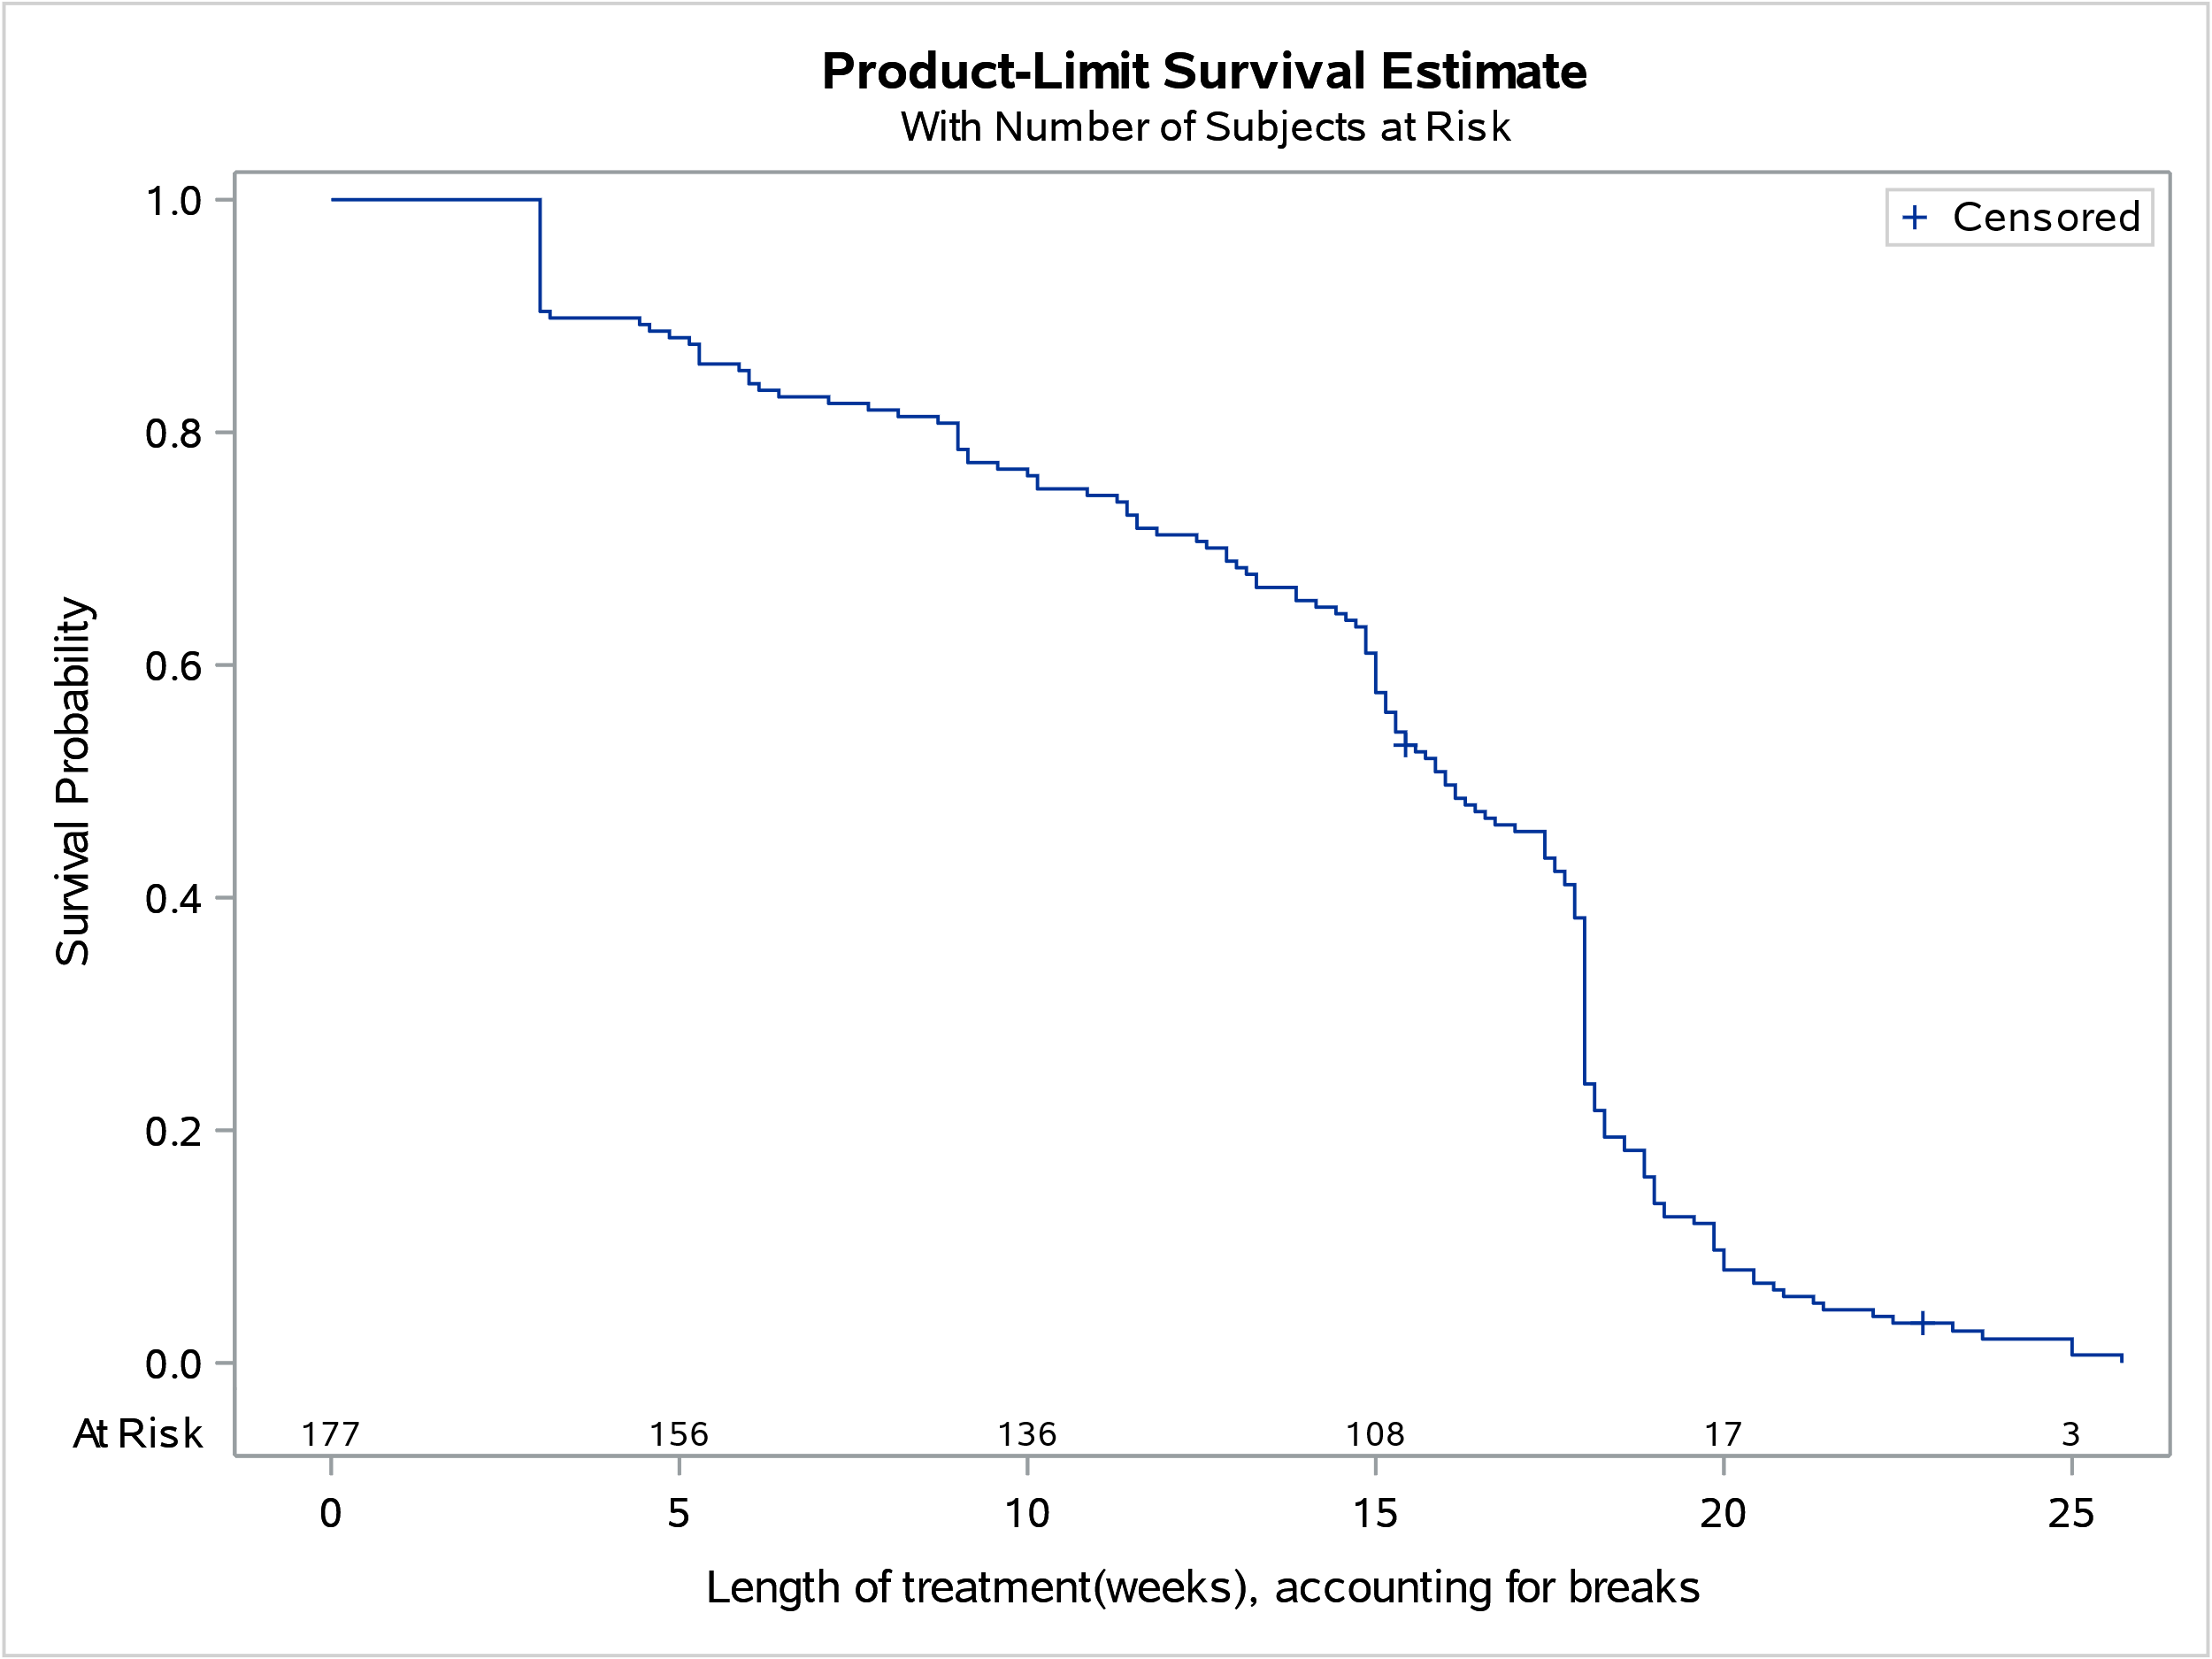 Product-Limit Survival Estimate
With Number of Subjects at Risk
+ Censored
1.0
0.8
0.6
0.4
0.2
0.0
Survival Probability
At Risk 177 156 136 108 17 3
0 5 10 15 20 25
Length of treatment(weeks), accounting for breaks